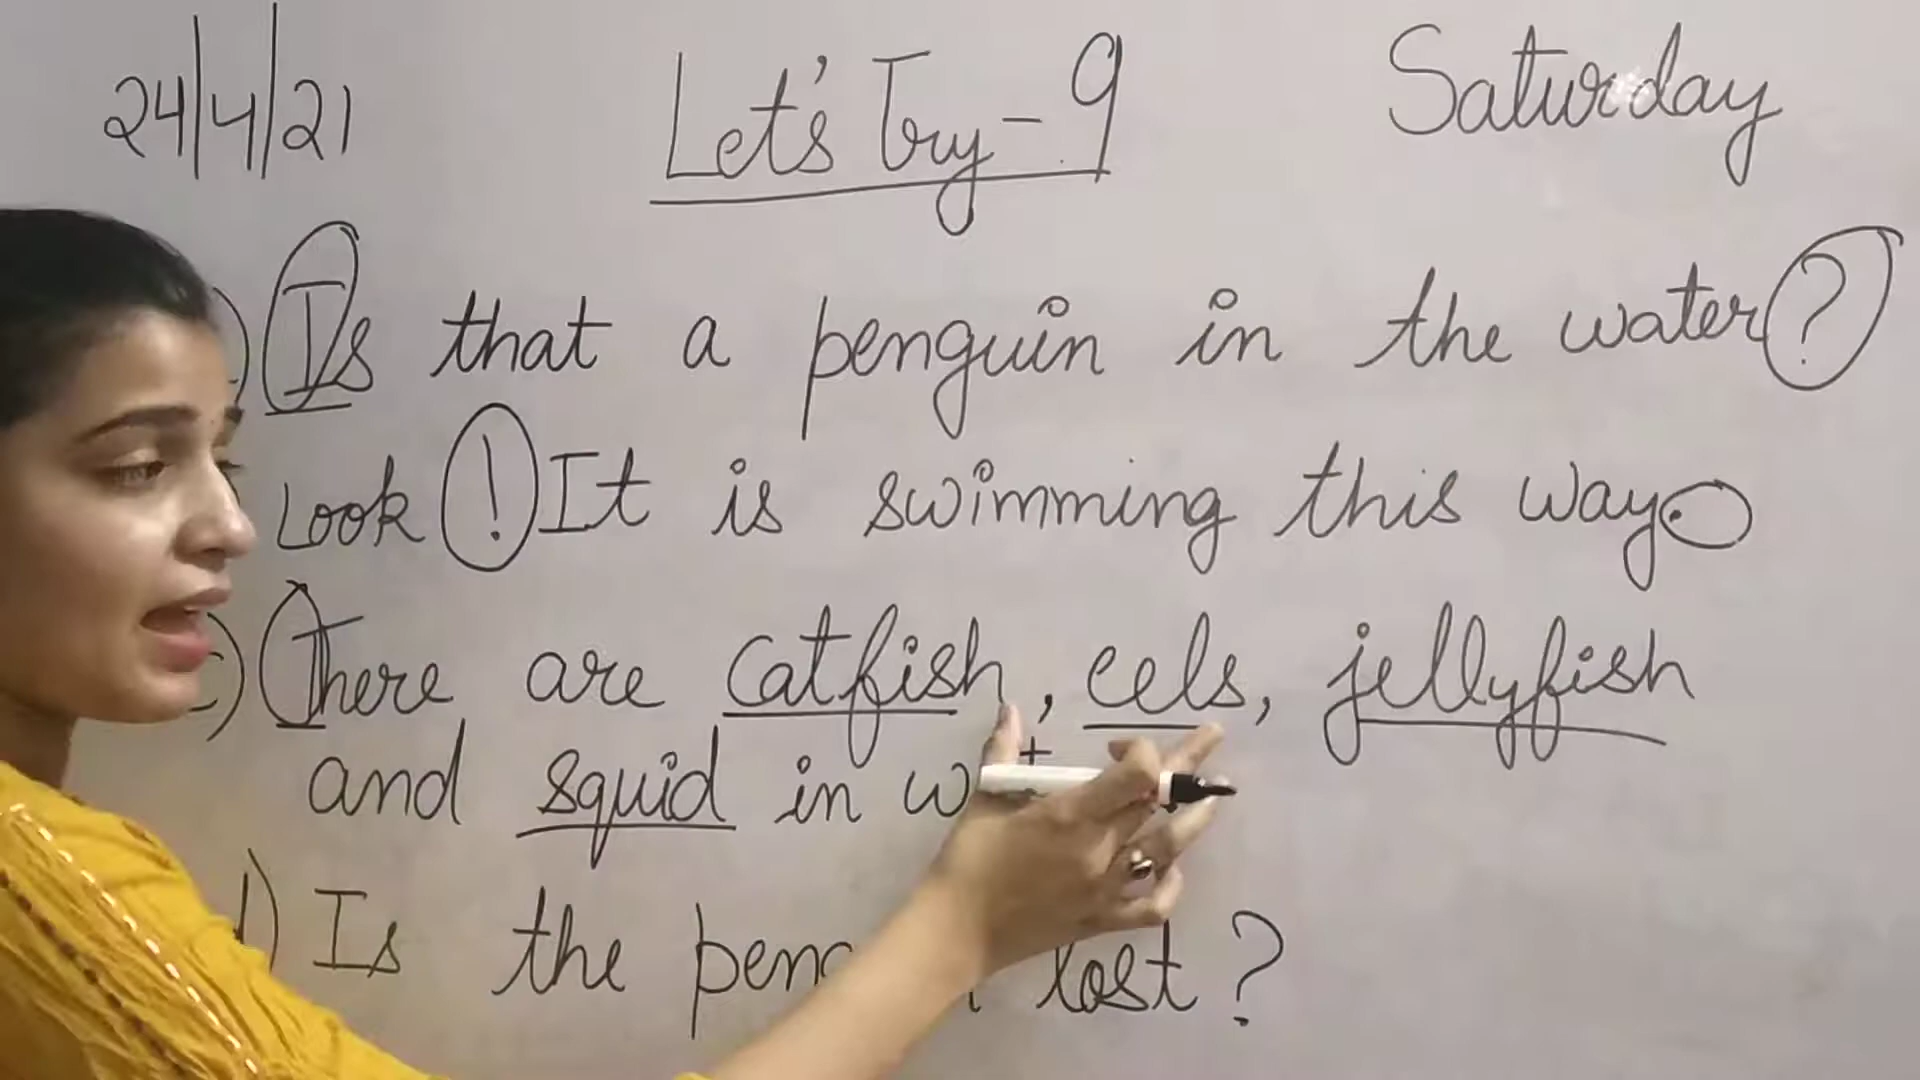 24/4/21 Let's Try - 9 Saturday
) Is that a penguin in the water?
Look! It is swimming this way.
c) There are catfish, eels, jellyfish
and squid in
d) Is the lost?